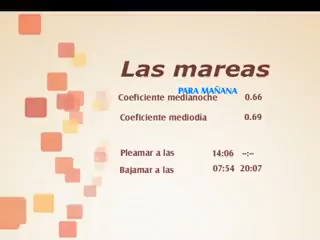 Las mareas
PARA MAÑANA
Coeficiente medianoche 0.66
Coeficiente mediodía 0.69
Pleamar a las 14:06 --:--
Bajamar a las 07:54 20:07